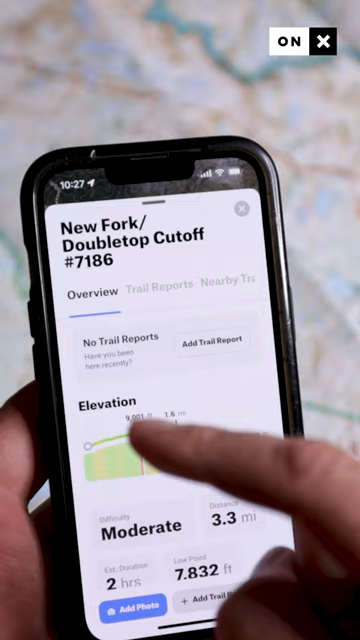 ON X
10:27
New Fork/
Doubletop Cutoff
#7186
Overview Trail Reports Nearby Tra
No Trail Reports
Have you been
here recently?
Add Trail Report
Elevation
9,001 ft 1.6 mi
Difficulty
Moderate
Distance
3.3 mi
Est. Duration
2 hrs
Low Point
7,832 ft
Add Photo
+ Add Trail R